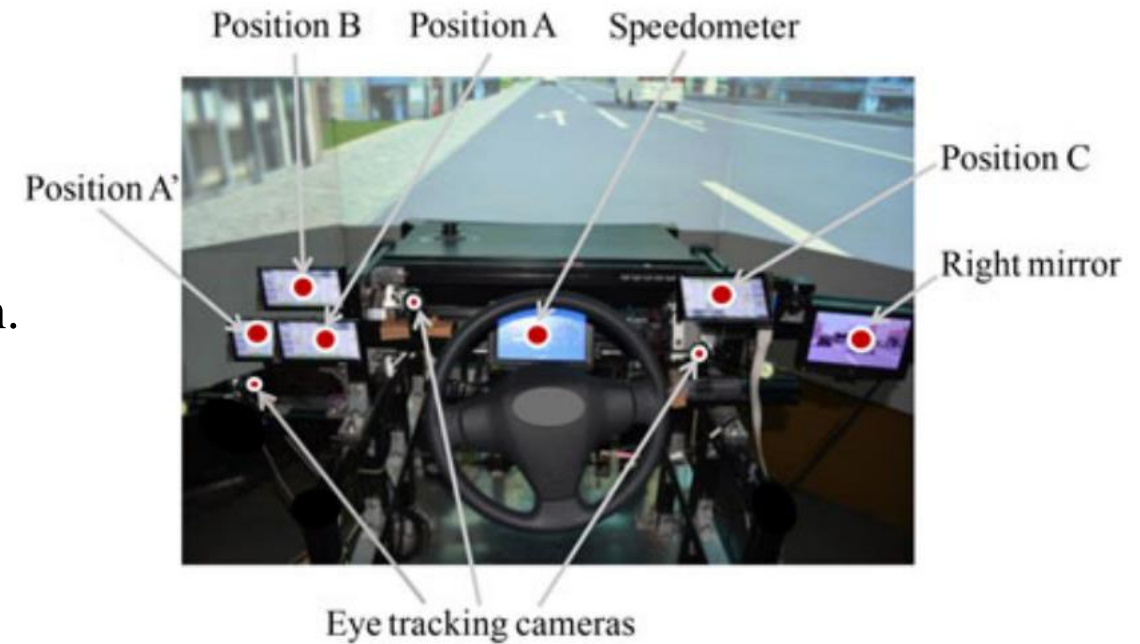 Position B Position A Speedometer
Position C
Position A’
Right mirror
n.
Eye tracking cameras